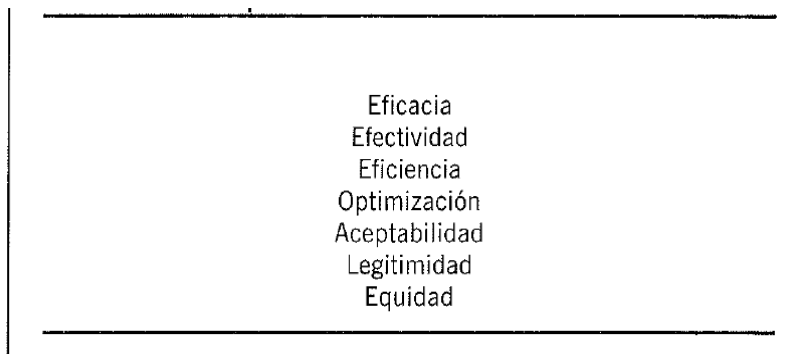 Eficacia
Efectividad
Eficiencia
Optimización
Aceptabilidad
Legitimidad
Equidad